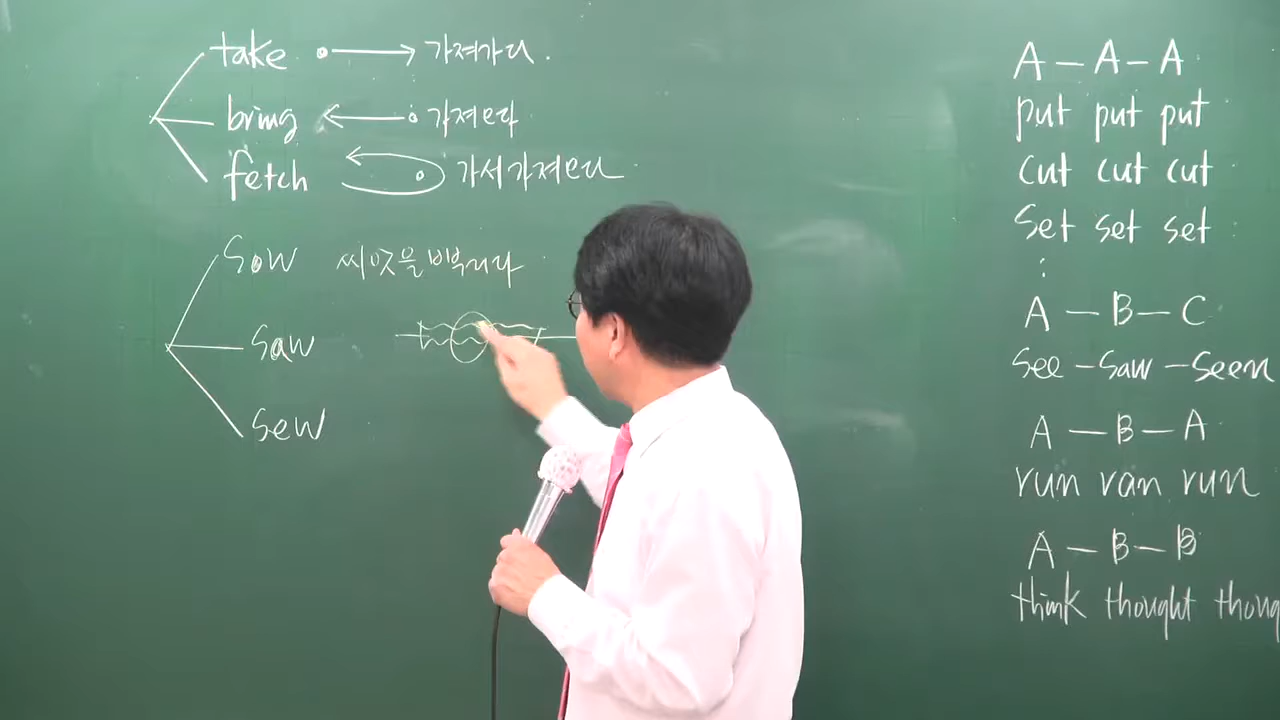 take 가져가다.
bring 가져오다
fetch 가서가져오다
sow 씨앗을 뿌리다
saw
sew
A - A - A
put put put
cut cut cut
set set set
⋮
A - B - C
see - saw - seen
A - B - A
run ran run
A - B - B
think thought thoug